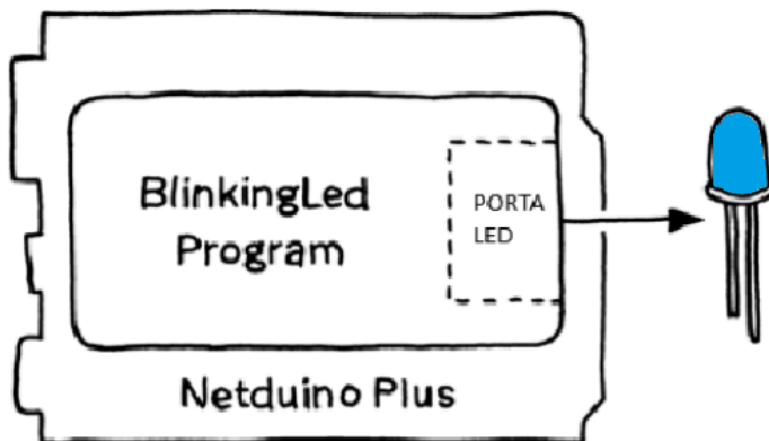 BlinkingLed
Program
PORTA
LED
Netduino Plus